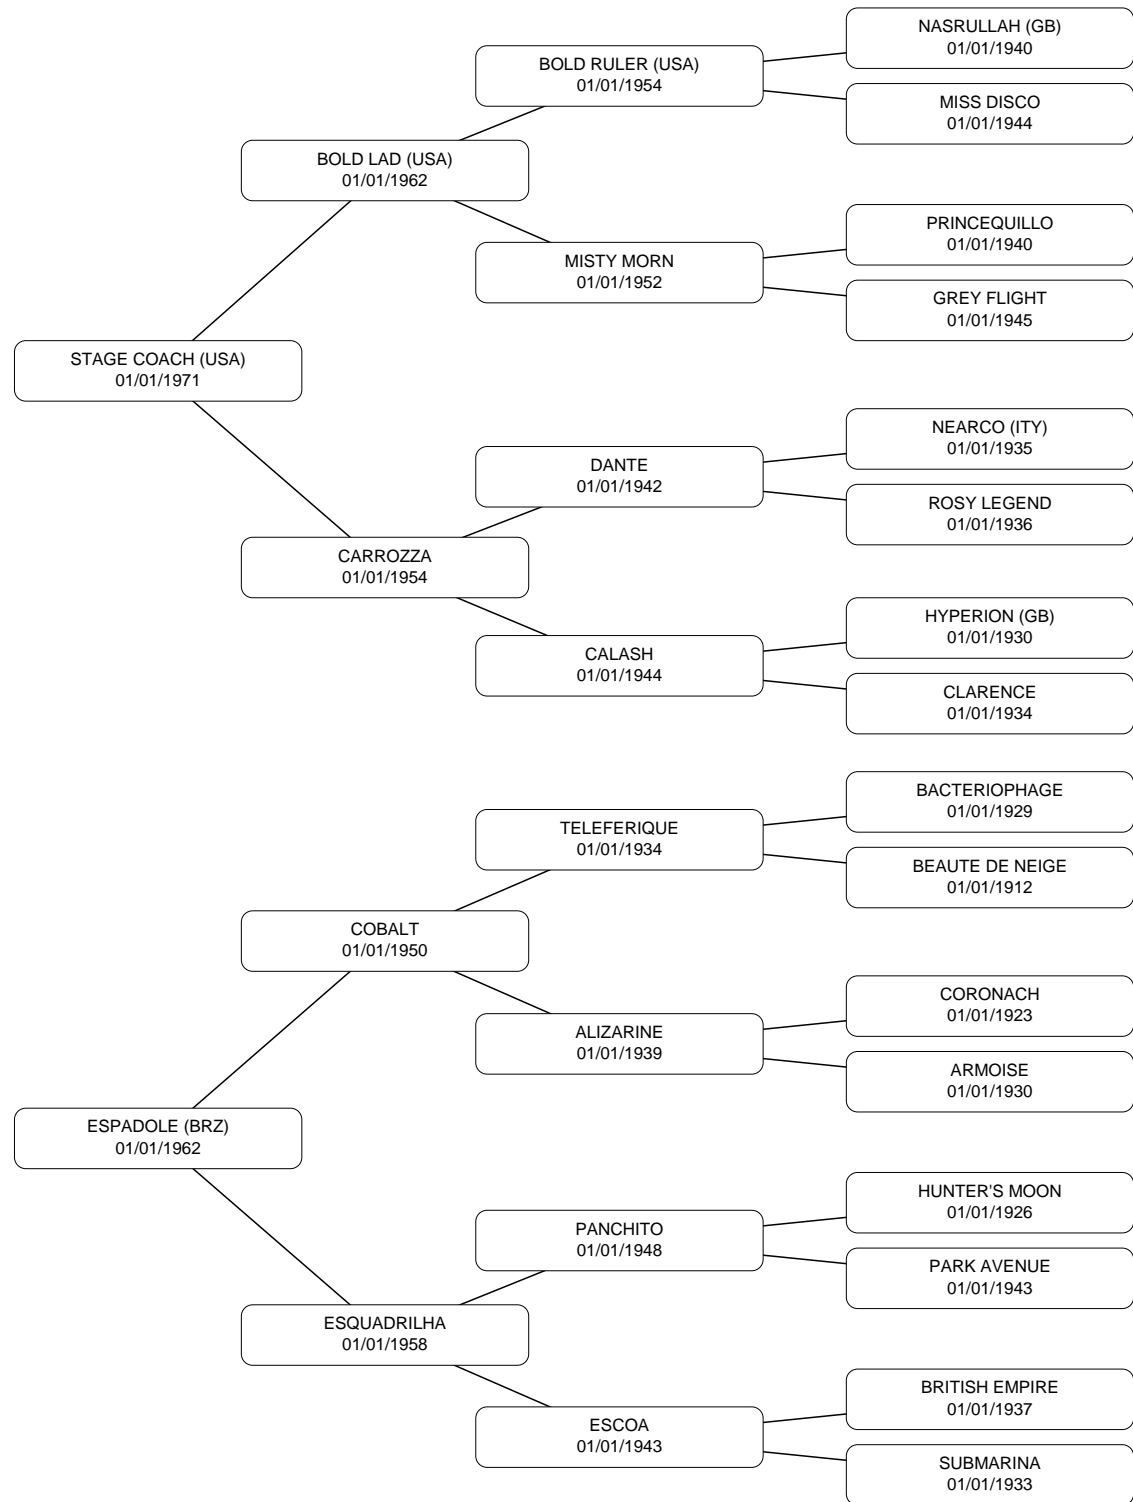 NASRULLAH (GB)
01/01/1940
BOLD RULER (USA)
01/01/1954
MISS DISCO
01/01/1944
BOLD LAD (USA)
01/01/1962
PRINCEQUILLO
01/01/1940
MISTY MORN
01/01/1952
GREY FLIGHT
01/01/1945
STAGE COACH (USA)
01/01/1971
NEARCO (ITY)
01/01/1935
DANTE
01/01/1942
ROSY LEGEND
01/01/1936
CARROZZA
01/01/1954
HYPERION (GB)
01/01/1930
CALASH
01/01/1944
CLARENCE
01/01/1934
BACTERIOPHAGE
01/01/1929
TELEFERIQUE
01/01/1934
BEAUTE DE NEIGE
01/01/1912
COBALT
01/01/1950
CORONACH
01/01/1923
ALIZARINE
01/01/1939
ARMOISE
01/01/1930
ESPADOLE (BRZ)
01/01/1962
HUNTER'S MOON
01/01/1926
PANCHITO
01/01/1948
PARK AVENUE
01/01/1943
ESQUADRILHA
01/01/1958
BRITISH EMPIRE
01/01/1937
ESCOA
01/01/1943
SUBMARINA
01/01/1933